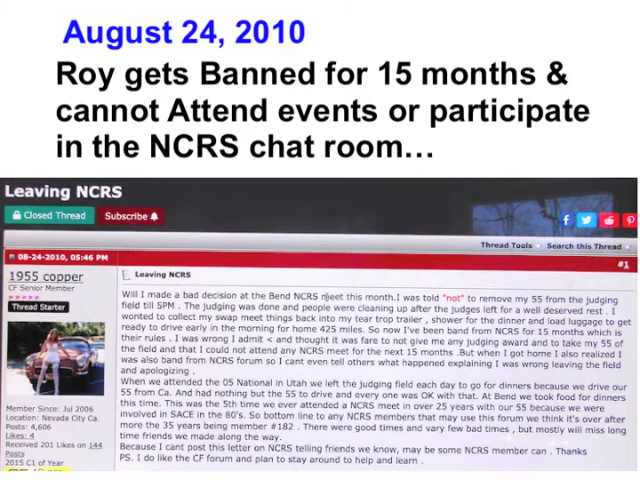 August 24, 2010
Roy gets Banned for 15 months &
cannot Attend events or participate
in the NCRS chat room…
Leaving NCRS
Closed Thread
Subscribe
Thread Tools
Search this Thread
08-24-2010, 05:46 PM
#1
1955 copper
CF Senior Member
Thread Starter
Member Since: Jul 2006
Location: Nevada City Ca.
Posts: 4,606
Likes: 4
Received 201 Likes on 144
Posts
2015 C1 of Year
Leaving NCRS
Will I made a bad decision at the Bend NCRS meet this month.I was told "not" to remove my 55 from the judging
field till 5PM . The judging was done and people were cleaning up after the judges left for a well deserved rest . I
wonted to collect my swap meet things back into my tear trop trailer , shower for the dinner and load luggage to get
ready to drive early in the morning for home 425 miles. So now I've been band from NCRS for 15 months which is
their rules . I was wrong I admit < and thought it was fare to not give me any judging award and to take my 55 of
the field and that I could not attend any NCRS meet for the next 15 months .But when I got home I also realized I
was also band from NCRS forum so I cant even tell others what happened explaining I was wrong leaving the field
and apologizing .
When we attended the 05 National in Utah we left the judging field each day to go for dinners because we drive our
55 from Ca. And had nothing but the 55 to drive and every one was OK with that. At Bend we took food for dinners
this time. This was the 5th time we ever attended a NCRS meet in over 25 years with our 55 because we were
involved in SACE in the 80's. So bottom line to any NCRS members that may use this forum we think it's over after
more the 35 years being member #182 . There were good times and vary few bad times , but mostly will miss long
time friends we made along the way.
Because I cant post this letter on NCRS telling friends we know, may be some NCRS member can . Thanks
PS. I do like the CF forum and plan to stay around to help and learn .